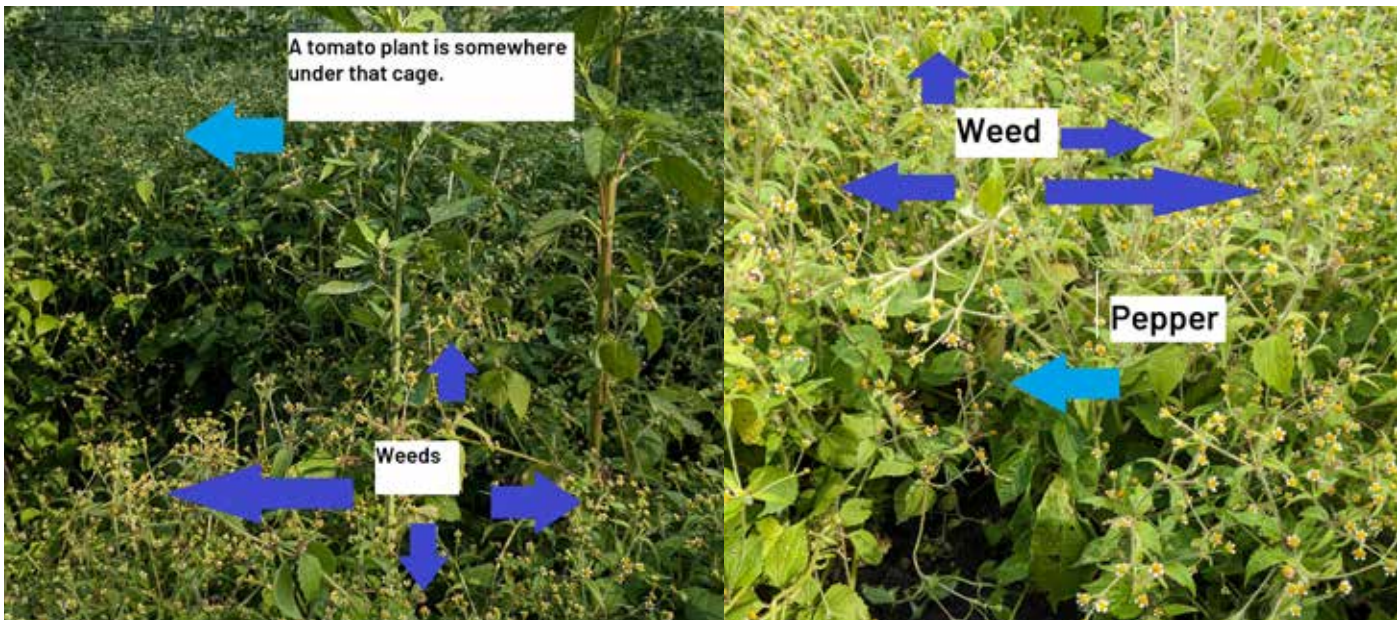 A tomato plant is somewhere
under that cage.
Weeds
Weed
Pepper